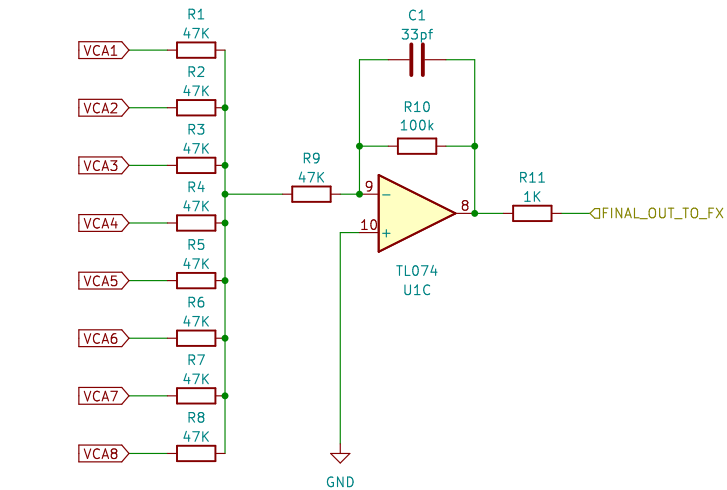 R1
47K
VCA1
R2
47K
VCA2
R3
47K
VCA3
R4
47K
VCA4
R5
47K
VCA5
R6
47K
VCA6
R7
47K
VCA7
R8
47K
VCA8
R9
47K
C1
33pf
R10
100k
9
-
10
+
8
TL074
U1C
GND
R11
1K
FINAL_OUT_TO_FX